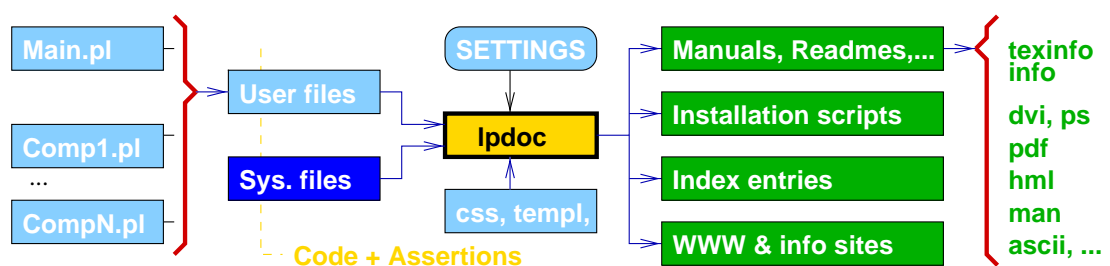 Main.pl
Comp1.pl
...
CompN.pl
User files
Sys. files
Code + Assertions
SETTINGS
lpdoc
css, templ,
Manuals, Readmes,...
Installation scripts
Index entries
WWW & info sites
texinfo
info
dvi, ps
pdf
hml
man
ascii, ...